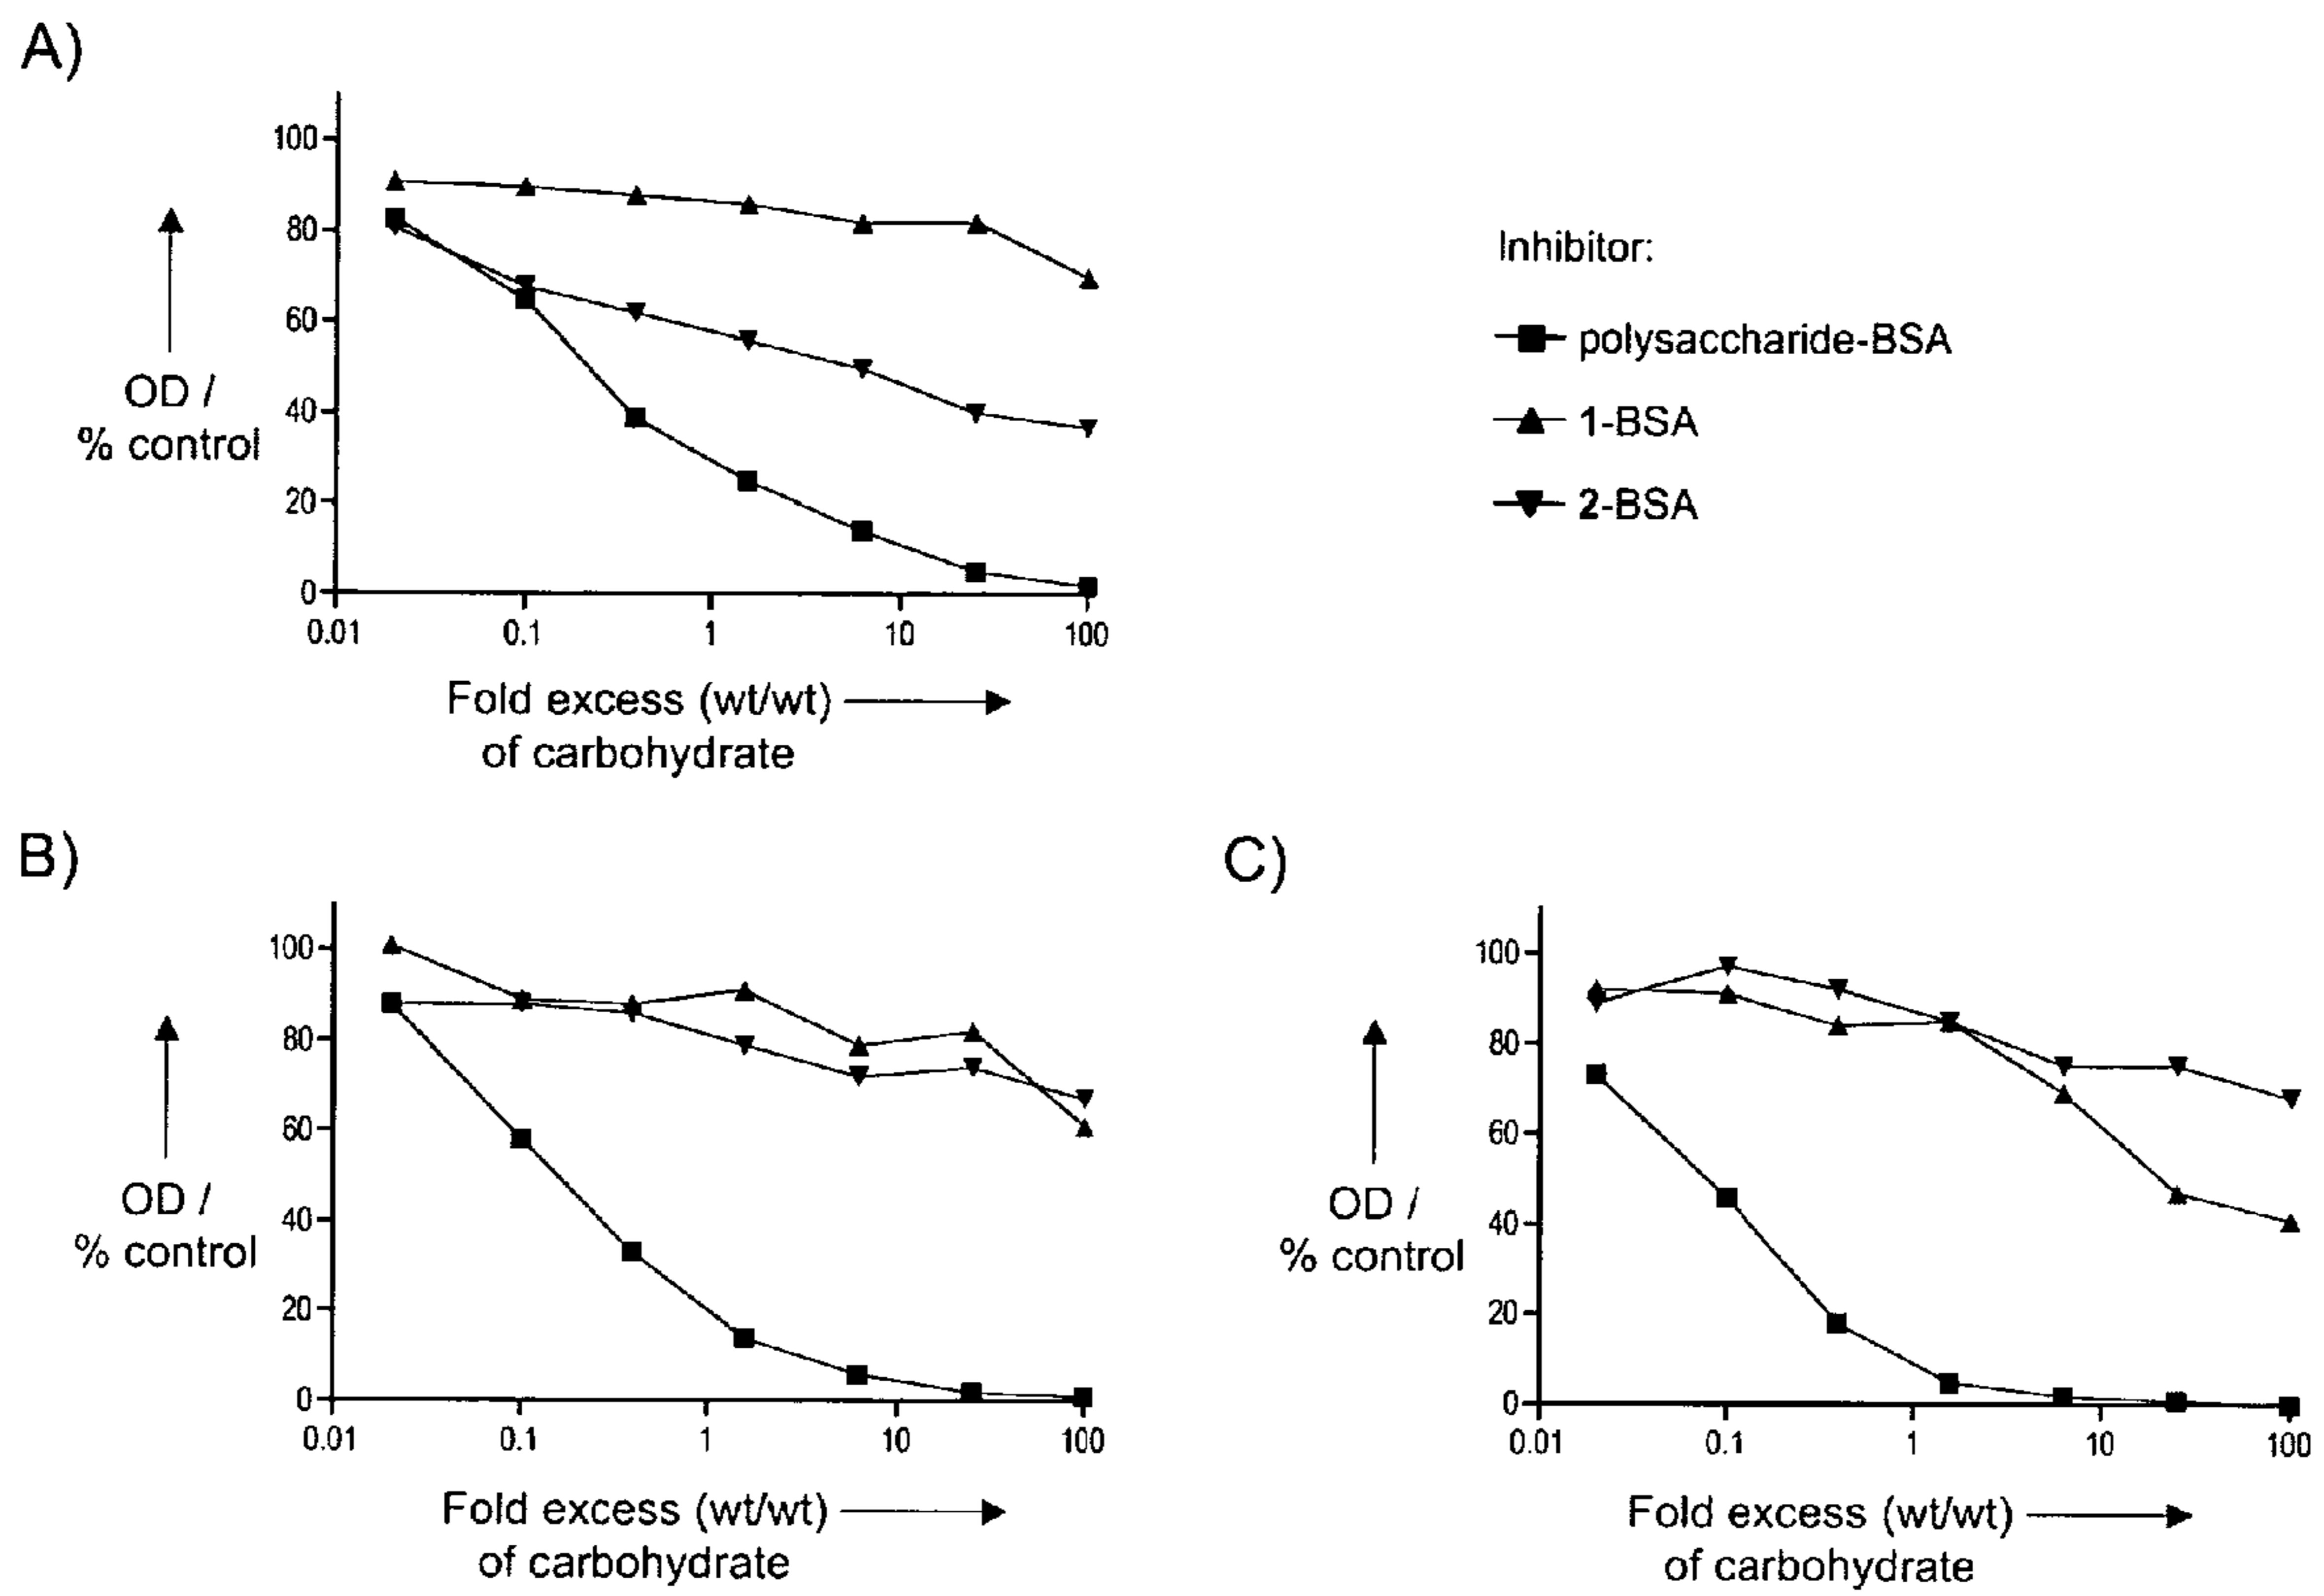 A)
100
80
60
40
20
0
OD /
% control
0.01 0.1 1 10 100
Fold excess (wt/wt)
of carbohydrate
Inhibitor:
polysaccharide-BSA
1-BSA
2-BSA
B)
100
80
60
40
20
0
OD /
% control
0.01 0.1 1 10 100
Fold excess (wt/wt)
of carbohydrate
C)
100
80
60
40
20
0
OD /
% control
0.01 0.1 1 10 100
Fold excess (wt/wt)
of carbohydrate